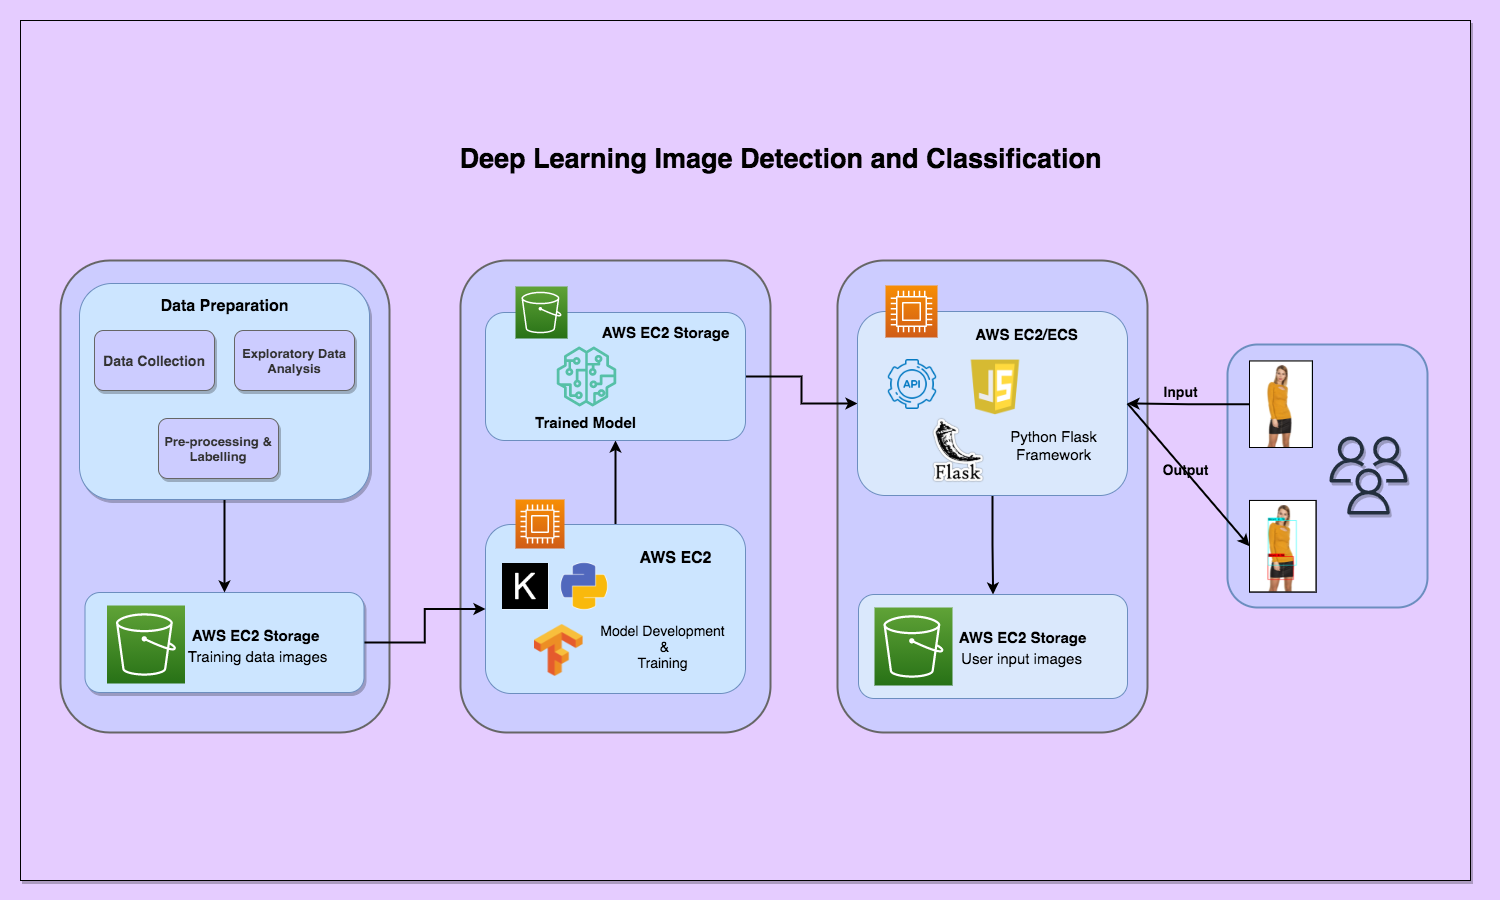 Deep Learning Image Detection and Classification
Data Preparation
Data Collection
Exploratory Data
Analysis
Pre-processing &
Labelling
AWS EC2 Storage
Training data images
AWS EC2 Storage
Trained Model
AWS EC2
K
Model Development
&
Training
AWS EC2/ECS
API
JS
Flask
Python Flask
Framework
AWS EC2 Storage
User input images
Input
Output